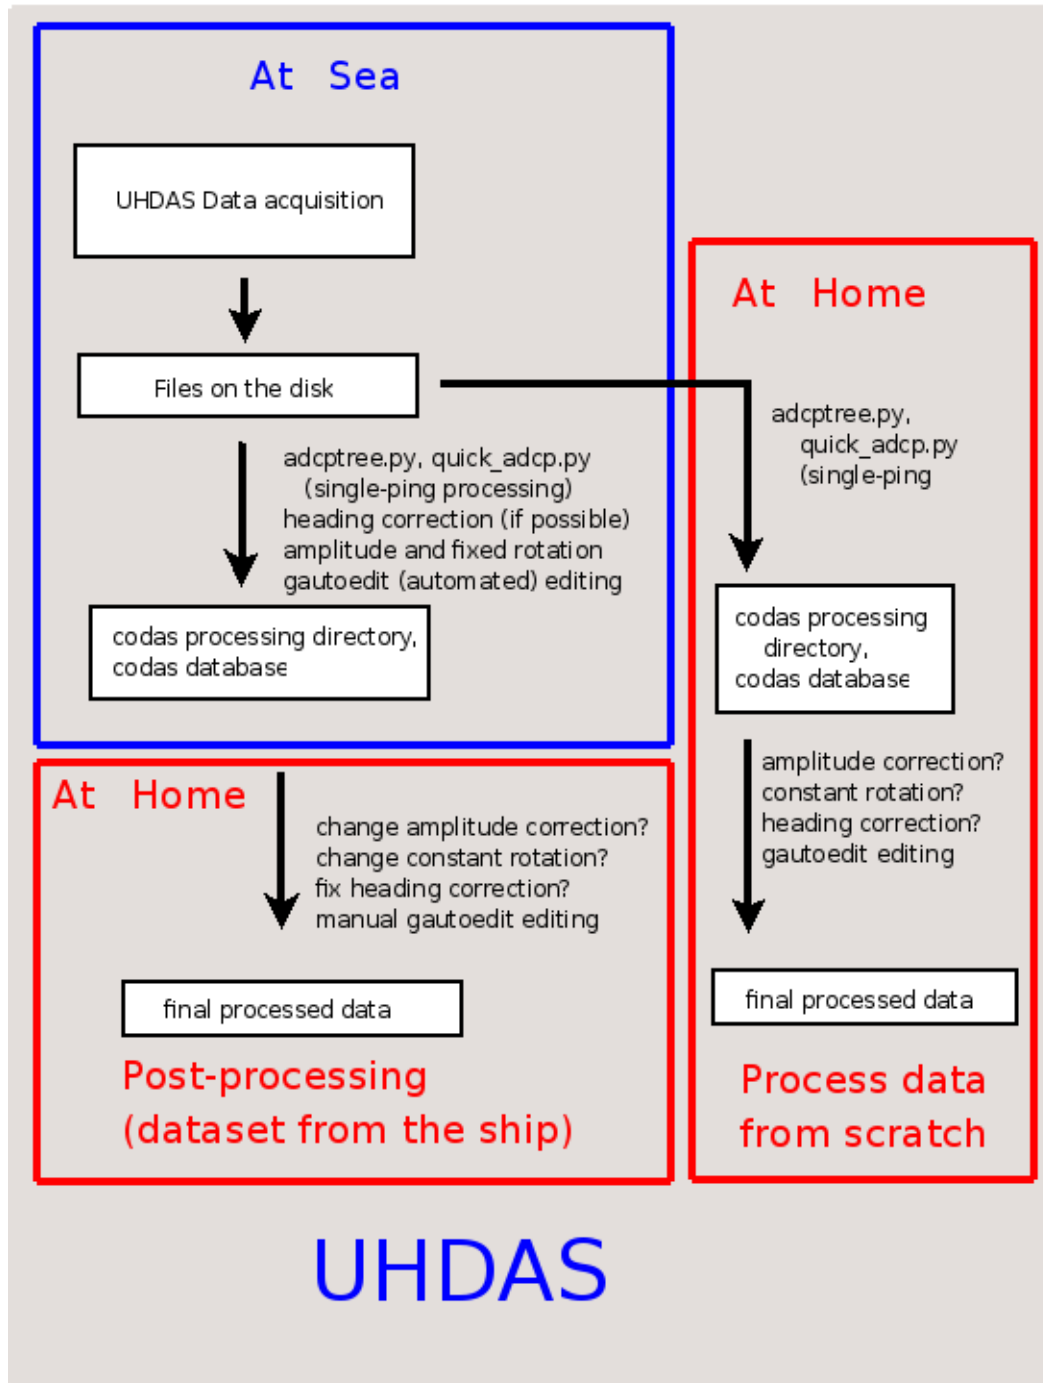 At Sea
UHDAS Data acquisition
Files on the disk
adcptree.py, quick_adcp.py
(single-ping processing)
heading correction (if possible)
amplitude and fixed rotation
gautoedit (automated) editing
codas processing directory,
codas database
At Home
adcptree.py,
quick_adcp.py
(single-ping
codas processing
directory,
codas database
amplitude correction?
constant rotation?
heading correction?
gautoedit editing
final processed data
Process data
from scratch
At Home
change amplitude correction?
change constant rotation?
fix heading correction?
manual gautoedit editing
final processed data
Post-processing
(dataset from the ship)
UHDAS